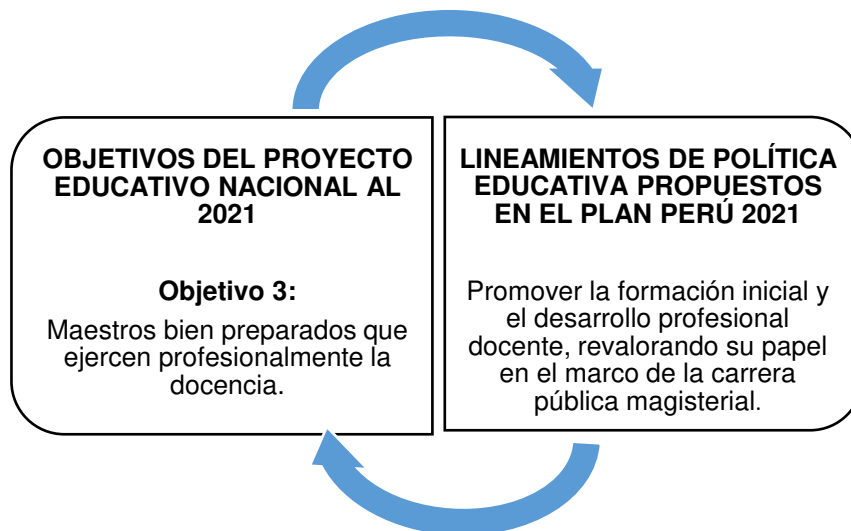 OBJETIVOS DEL PROYECTO
EDUCATIVO NACIONAL AL
2021
Objetivo 3:
Maestros bien preparados que
ejercen profesionalmente la
docencia.
LINEAMIENTOS DE POLÍTICA
EDUCATIVA PROPUESTOS
EN EL PLAN PERÚ 2021
Promover la formación inicial y
el desarrollo profesional
docente, revalorando su papel
en el marco de la carrera
pública magisterial.